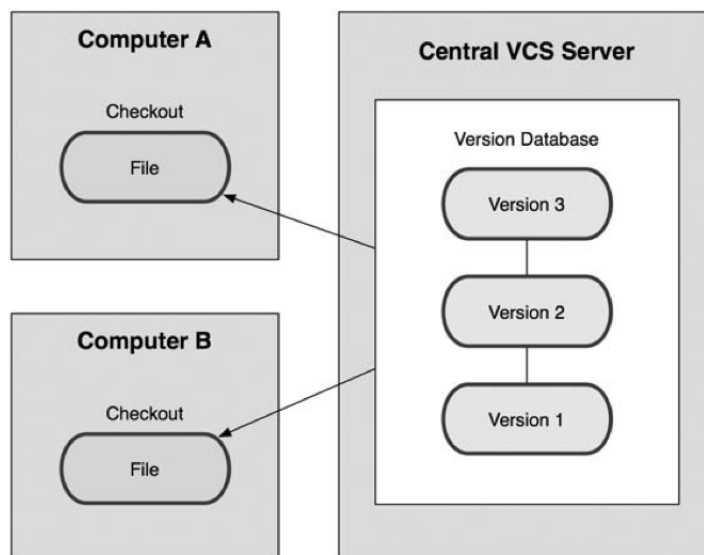 Computer A
Checkout
File
Computer B
Checkout
File
Central VCS Server
Version Database
Version 3
Version 2
Version 1